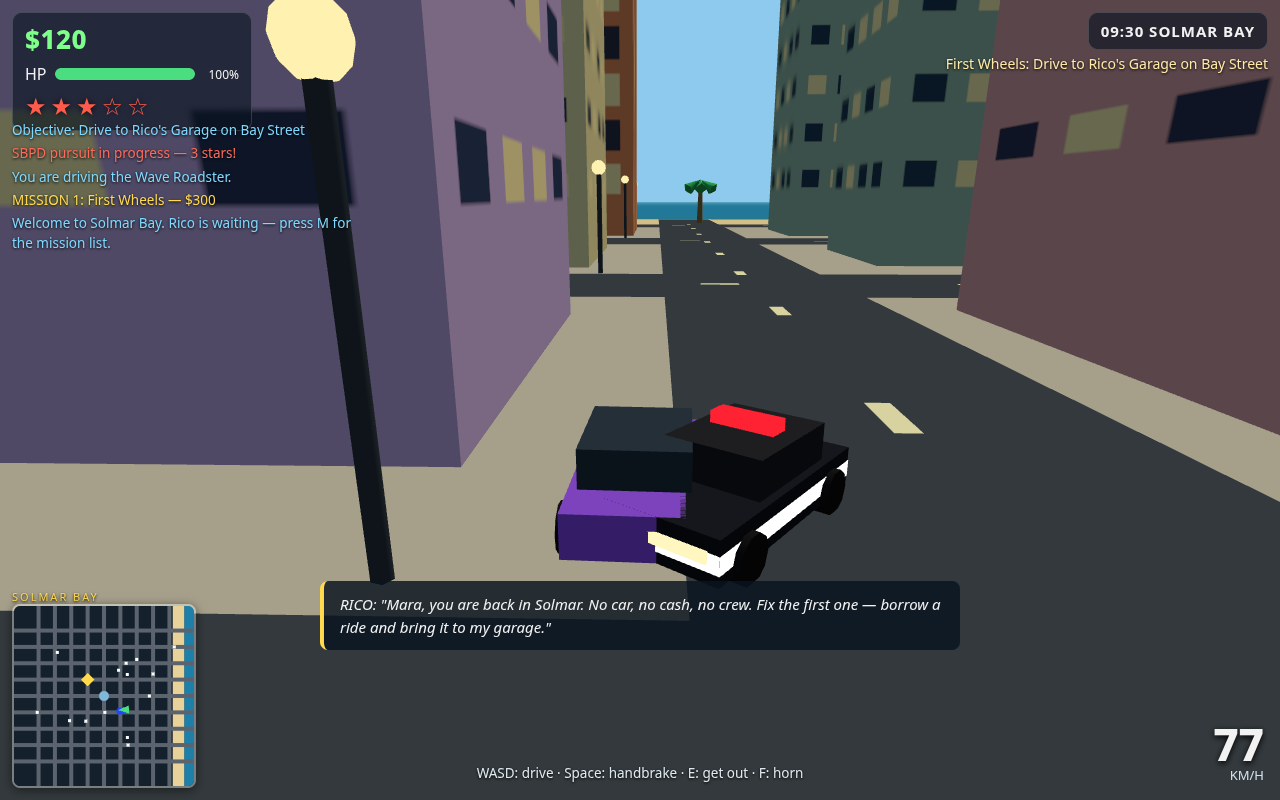 $120
HP 100%
★★★☆☆
Objective: Drive to Rico's Garage on Bay Street
SBPD pursuit in progress — 3 stars!
You are driving the Wave Roadster.
MISSION 1: First Wheels — $300
Welcome to Solmar Bay. Rico is waiting — press M for
the mission list.
09:30 SOLMAR BAY
First Wheels: Drive to Rico's Garage on Bay Street
SOLMAR BAY
RICO: "Mara, you are back in Solmar. No car, no cash, no crew. Fix the first one — borrow a
ride and bring it to my garage."
WASD: drive · Space: handbrake · E: get out · F: horn
77
KM/H